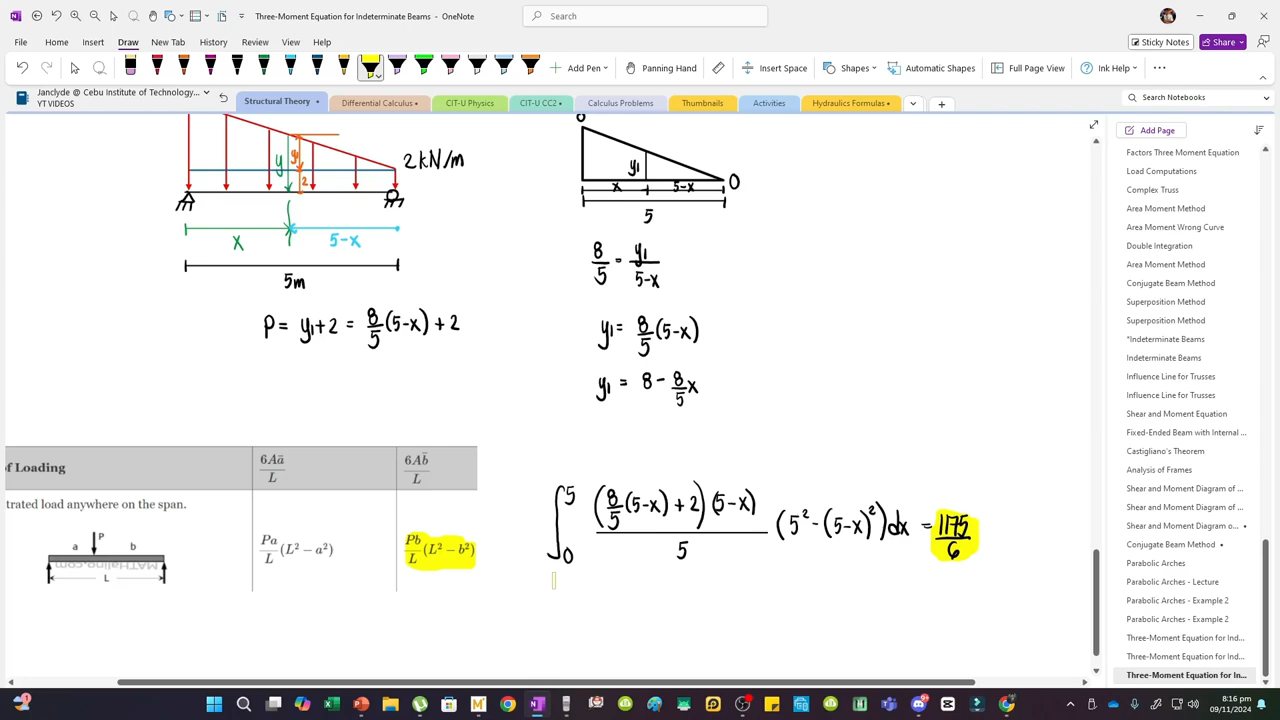 Three-Moment Equation for Indeterminate Beams - OneNote
Search
File Home Insert Draw New Tab History Review View Help
Sticky Notes
Share
Add Pen
Panning Hand
Insert Space
Shapes
Automatic Shapes
Full Page View
Ink Help
Janclyde @ Cebu Institute of Technology...
YT VIDEOS
Structural Theory
Differential Calculus
CIT-U Physics
CIT-U CC2
Calculus Problems
Thumbnails
Activities
Hydraulics Formulas
Search Notebooks
Add Page
Factors Three Moment Equation
Load Computations
Complex Truss
Area Moment Method
Area Moment Wrong Curve
Double Integration
Area Moment Method
Conjugate Beam Method
Superposition Method
Superposition Method
*Indeterminate Beams
Indeterminate Beams
Influence Line for Trusses
Influence Line for Trusses
Shear and Moment Equation
Fixed-Ended Beam with Internal ...
Castigliano's Theorem
Analysis of Frames
Shear and Moment Diagram of ...
Shear and Moment Diagram of ...
Shear and Moment Diagram o...
Conjugate Beam Method
Parabolic Arches
Parabolic Arches - Lecture
Parabolic Arches - Example 2
Parabolic Arches - Example 2
Three-Moment Equation for Ind...
Three-Moment Equation for Ind...
Three-Moment Equation for In...
y
y₁
2
2kN/m
x
5-x
5m
P = y₁+2 = 8/5(5-x) + 2
y₁
0
x
5-x
5
8/5 = y₁/5-x
y₁ = 8/5(5-x)
y₁ = 8 - 8/5x
of Loading
6Aā/L
6Ab̄/L
trated load anywhere on the span.
a
P
b
L
MATHalino.com
Pa/L(L² − a²)
Pb/L(L² − b²)
∫₀⁵ (8/5(5-x) + 2)(5-x)/5 (5² - (5-x)²)dx = 1175/6
8:16 pm
09/11/2024